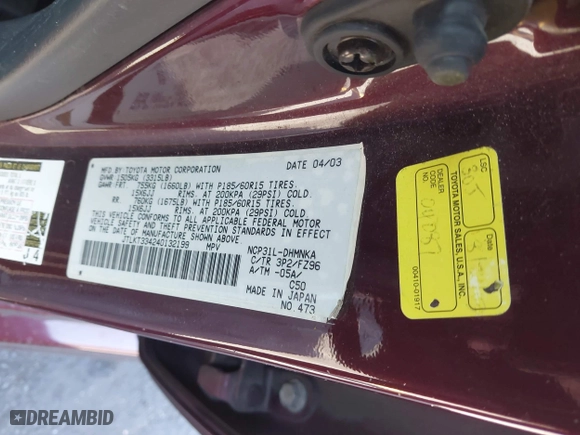 MFD. BY TOYOTA MOTOR CORPORATION DATE 04/03
GVWR 1505KG (3315LB)
GAWR FRT 755KG (1660LB) WITH P185/60R15 TIRES,
15X6JJ RIMS, AT 200KPA (29PSI) COLD
RR. 760KG (1675LB) WITH P185/60R15 TIRES,
15X6JJ RIMS, AT 200KPA (29PSI) COLD
THIS VEHICLE CONFORMS TO ALL APPLICABLE FEDERAL MOTOR
VEHICLE SAFETY AND THEFT PREVENTION STANDARDS IN EFFECT ON
THE DATE OF MANUFACTURE SHOWN ABOVE.
JTLKT334240132199 MPV
NCP31L-DHMNKA
C/TR 3P2/FZ96
A/TM -05A/
C50
MADE IN JAPAN
NO.473
LSC
TOYOTA MOTOR SALES, U.S.A., INC.
DEALER
CODE NO.
00410-01917
DREAMBID